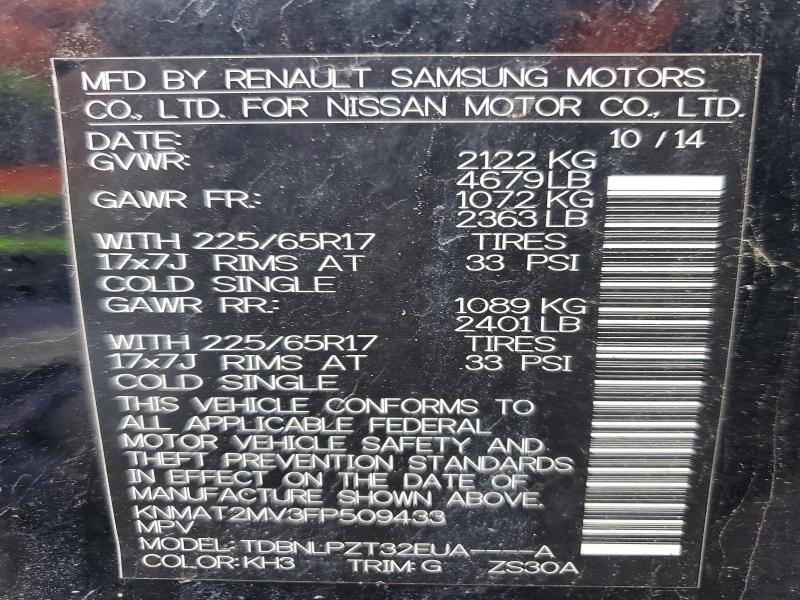 MFD BY RENAULT SAMSUNG MOTORS
CO., LTD. FOR NISSAN MOTOR CO., LTD.
DATE: 10 / 14
GVWR: 2122 KG
4679 LB
GAWR FR.: 1072 KG
2363 LB
WITH 225/65R17 TIRES
17x7J RIMS AT 33 PSI
COLD SINGLE
GAWR RR.: 1089 KG
2401 LB
WITH 225/65R17 TIRES
17x7J RIMS AT 33 PSI
COLD SINGLE
THIS VEHICLE CONFORMS TO
ALL APPLICABLE FEDERAL
MOTOR VEHICLE SAFETY AND
THEFT PREVENTION STANDARDS
IN EFFECT ON THE DATE OF
MANUFACTURE SHOWN ABOVE.
KNMAT2MV3FP509433
MPV
MODEL: TDBNLPZT32EUA----A
COLOR: KH3 TRIM: G ZS30A